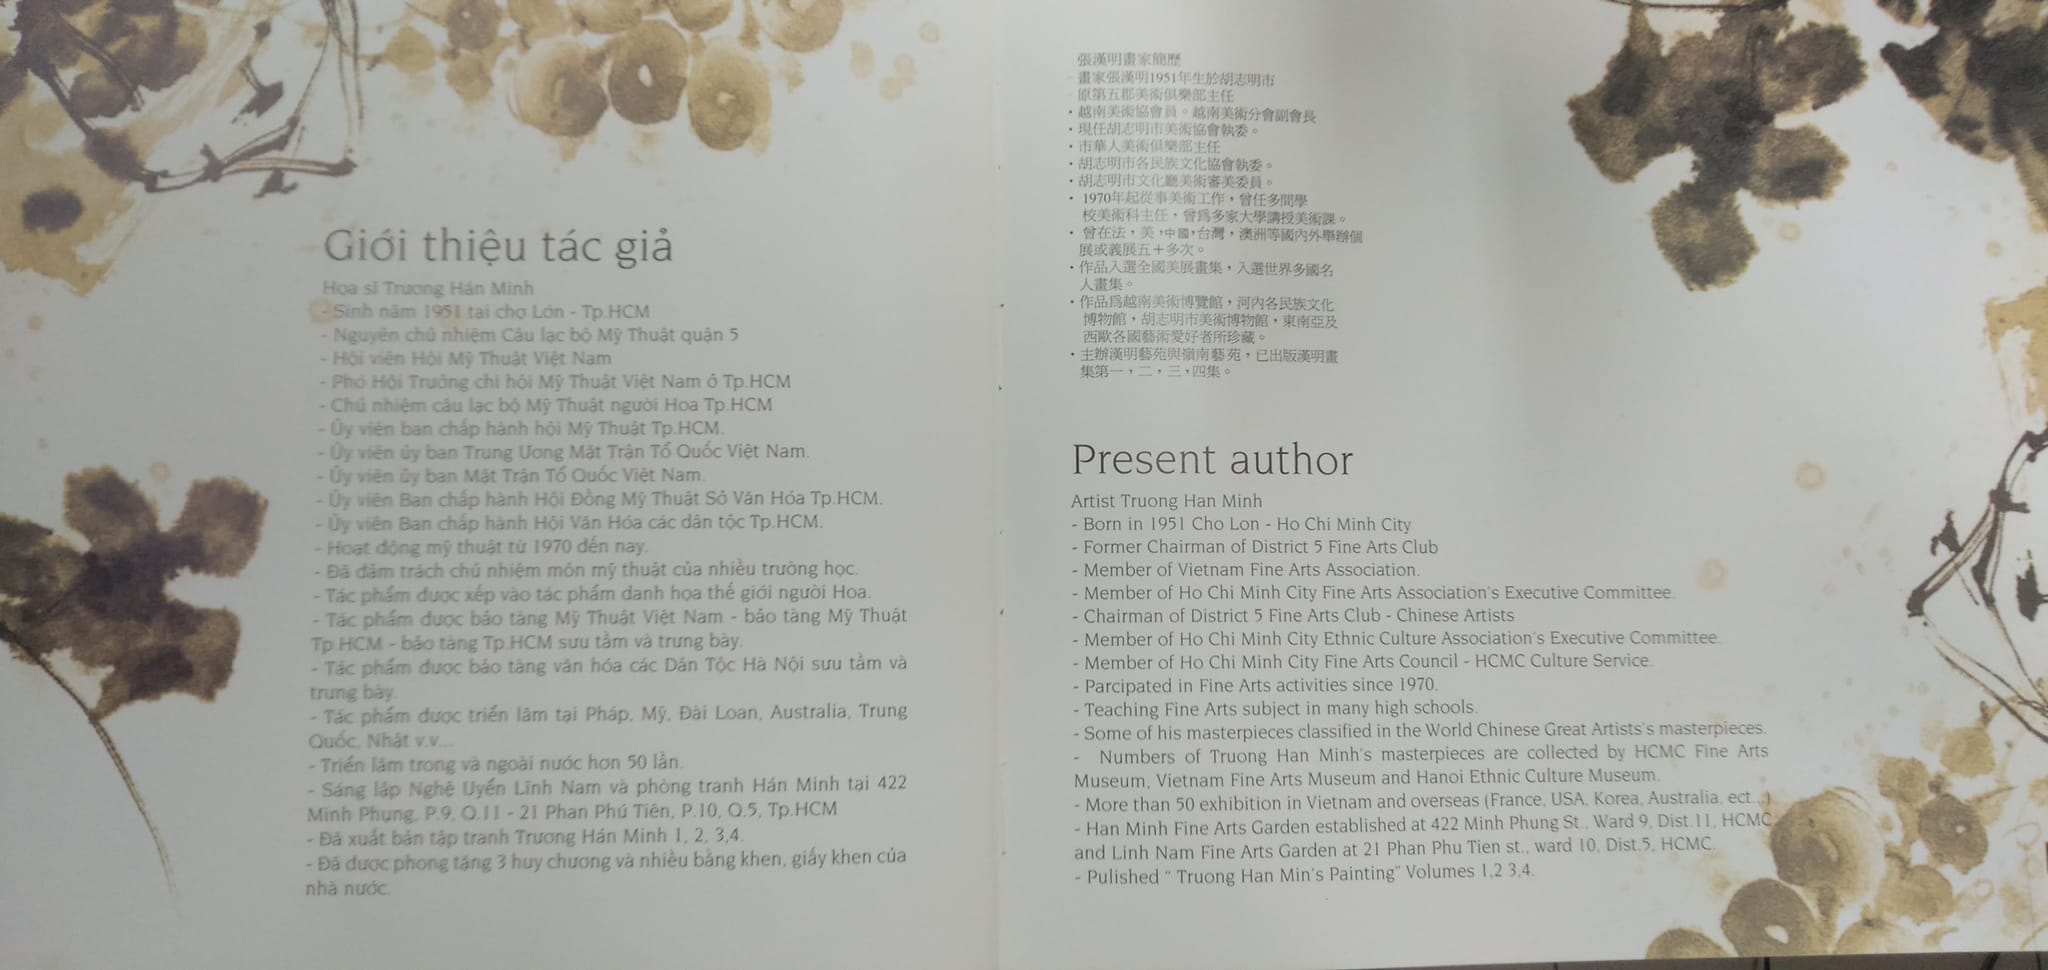 Giới thiệu tác giả
Họa sĩ Trương Hán Minh
- Sinh năm 1951 tại chợ Lớn - Tp.HCM
- Nguyên chủ nhiệm Câu lạc bộ Mỹ Thuật quận 5
- Hội viên Hội Mỹ Thuật Việt Nam
- Phó Hội Trưởng chi hội Mỹ Thuật Việt Nam ở Tp.HCM
- Chủ nhiệm câu lạc bộ Mỹ Thuật người Hoa Tp.HCM
- Ủy viên ban chấp hành hội Mỹ Thuật Tp.HCM.
- Ủy viên ủy ban Trung Ương Mặt Trận Tổ Quốc Việt Nam.
- Ủy viên ủy ban Mặt Trận Tổ Quốc Việt Nam.
- Ủy viên Ban chấp hành Hội Đồng Mỹ Thuật Sở Văn Hóa Tp.HCM.
- Ủy viên Ban chấp hành Hội Văn Hóa các dân tộc Tp.HCM.
- Hoạt động mỹ thuật từ 1970 đến nay.
- Đã đảm trách chủ nhiệm môn mỹ thuật của nhiều trường học.
- Tác phẩm được xếp vào tác phẩm danh họa thế giới người Hoa.
- Tác phẩm được bảo tàng Mỹ Thuật Việt Nam - bảo tàng Mỹ Thuật
Tp.HCM - bảo tàng Tp.HCM sưu tầm và trưng bày.
- Tác phẩm được bảo tàng văn hóa các Dân Tộc Hà Nội sưu tầm và
trưng bày.
- Tác phẩm được triển lãm tại Pháp, Mỹ, Đài Loan, Australia, Trung
Quốc, Nhật v.v...
- Triển lãm trong và ngoài nước hơn 50 lần.
- Sáng lập Nghệ Uyển Lĩnh Nam và phòng tranh Hán Minh tại 422
Minh Phụng, P.9, Q.11 - 21 Phan Phú Tiên, P.10, Q.5, Tp.HCM
- Đã xuất bản tập tranh Trương Hán Minh 1, 2, 3,4.
- Đã được phong tặng 3 huy chương và nhiều bằng khen, giấy khen của
nhà nước.
張漢明畫家簡歷
- 畫家張漢明1951年生於胡志明市
- 原第五郡美術俱樂部主任
・越南美術協會員。越南美術分會副會長
・現任胡志明市美術協會執委。
・市華人美術俱樂部主任
・胡志明市各民族文化協會執委。
・胡志明市文化廳美術審美委員。
・1970年起從事美術工作，曾任多間學
校美術科主任，曾爲多家大學講授美術課。
・曾在法，美，中國，台灣，澳洲等國內外舉辦個
展或義展五十多次。
・作品入選全國美展畫集，入選世界多國名
人畫集。
・作品爲越南美術博覽館，河內各民族文化
博物館，胡志明市美術博物館，東南亞及
西歐各國藝術愛好者所珍藏。
・主辦漢明藝苑與嶺南藝苑，已出版漢明畫
集第一，二，三，四集。
Present author
Artist Truong Han Minh
- Born in 1951 Cho Lon - Ho Chi Minh City
- Former Chairman of District 5 Fine Arts Club
- Member of Vietnam Fine Arts Association.
- Member of Ho Chi Minh City Fine Arts Association's Executive Committee.
- Chairman of District 5 Fine Arts Club - Chinese Artists
- Member of Ho Chi Minh City Ethnic Culture Association's Executive Committee.
- Member of Ho Chi Minh City Fine Arts Council - HCMC Culture Service.
- Parcipated in Fine Arts activities since 1970.
- Teaching Fine Arts subject in many high schools.
- Some of his masterpieces classified in the World Chinese Great Artists's masterpieces.
- Numbers of Truong Han Minh's masterpieces are collected by HCMC Fine Arts
Museum, Vietnam Fine Arts Museum and Hanoi Ethnic Culture Museum.
- More than 50 exhibition in Vietnam and overseas (France, USA, Korea, Australia, ect...)
- Han Minh Fine Arts Garden established at 422 Minh Phung St., Ward 9, Dist.11, HCMC
and Linh Nam Fine Arts Garden at 21 Phan Phu Tien st., ward 10, Dist.5, HCMC.
- Pulished " Truong Han Min's Painting" Volumes 1,2 3,4.